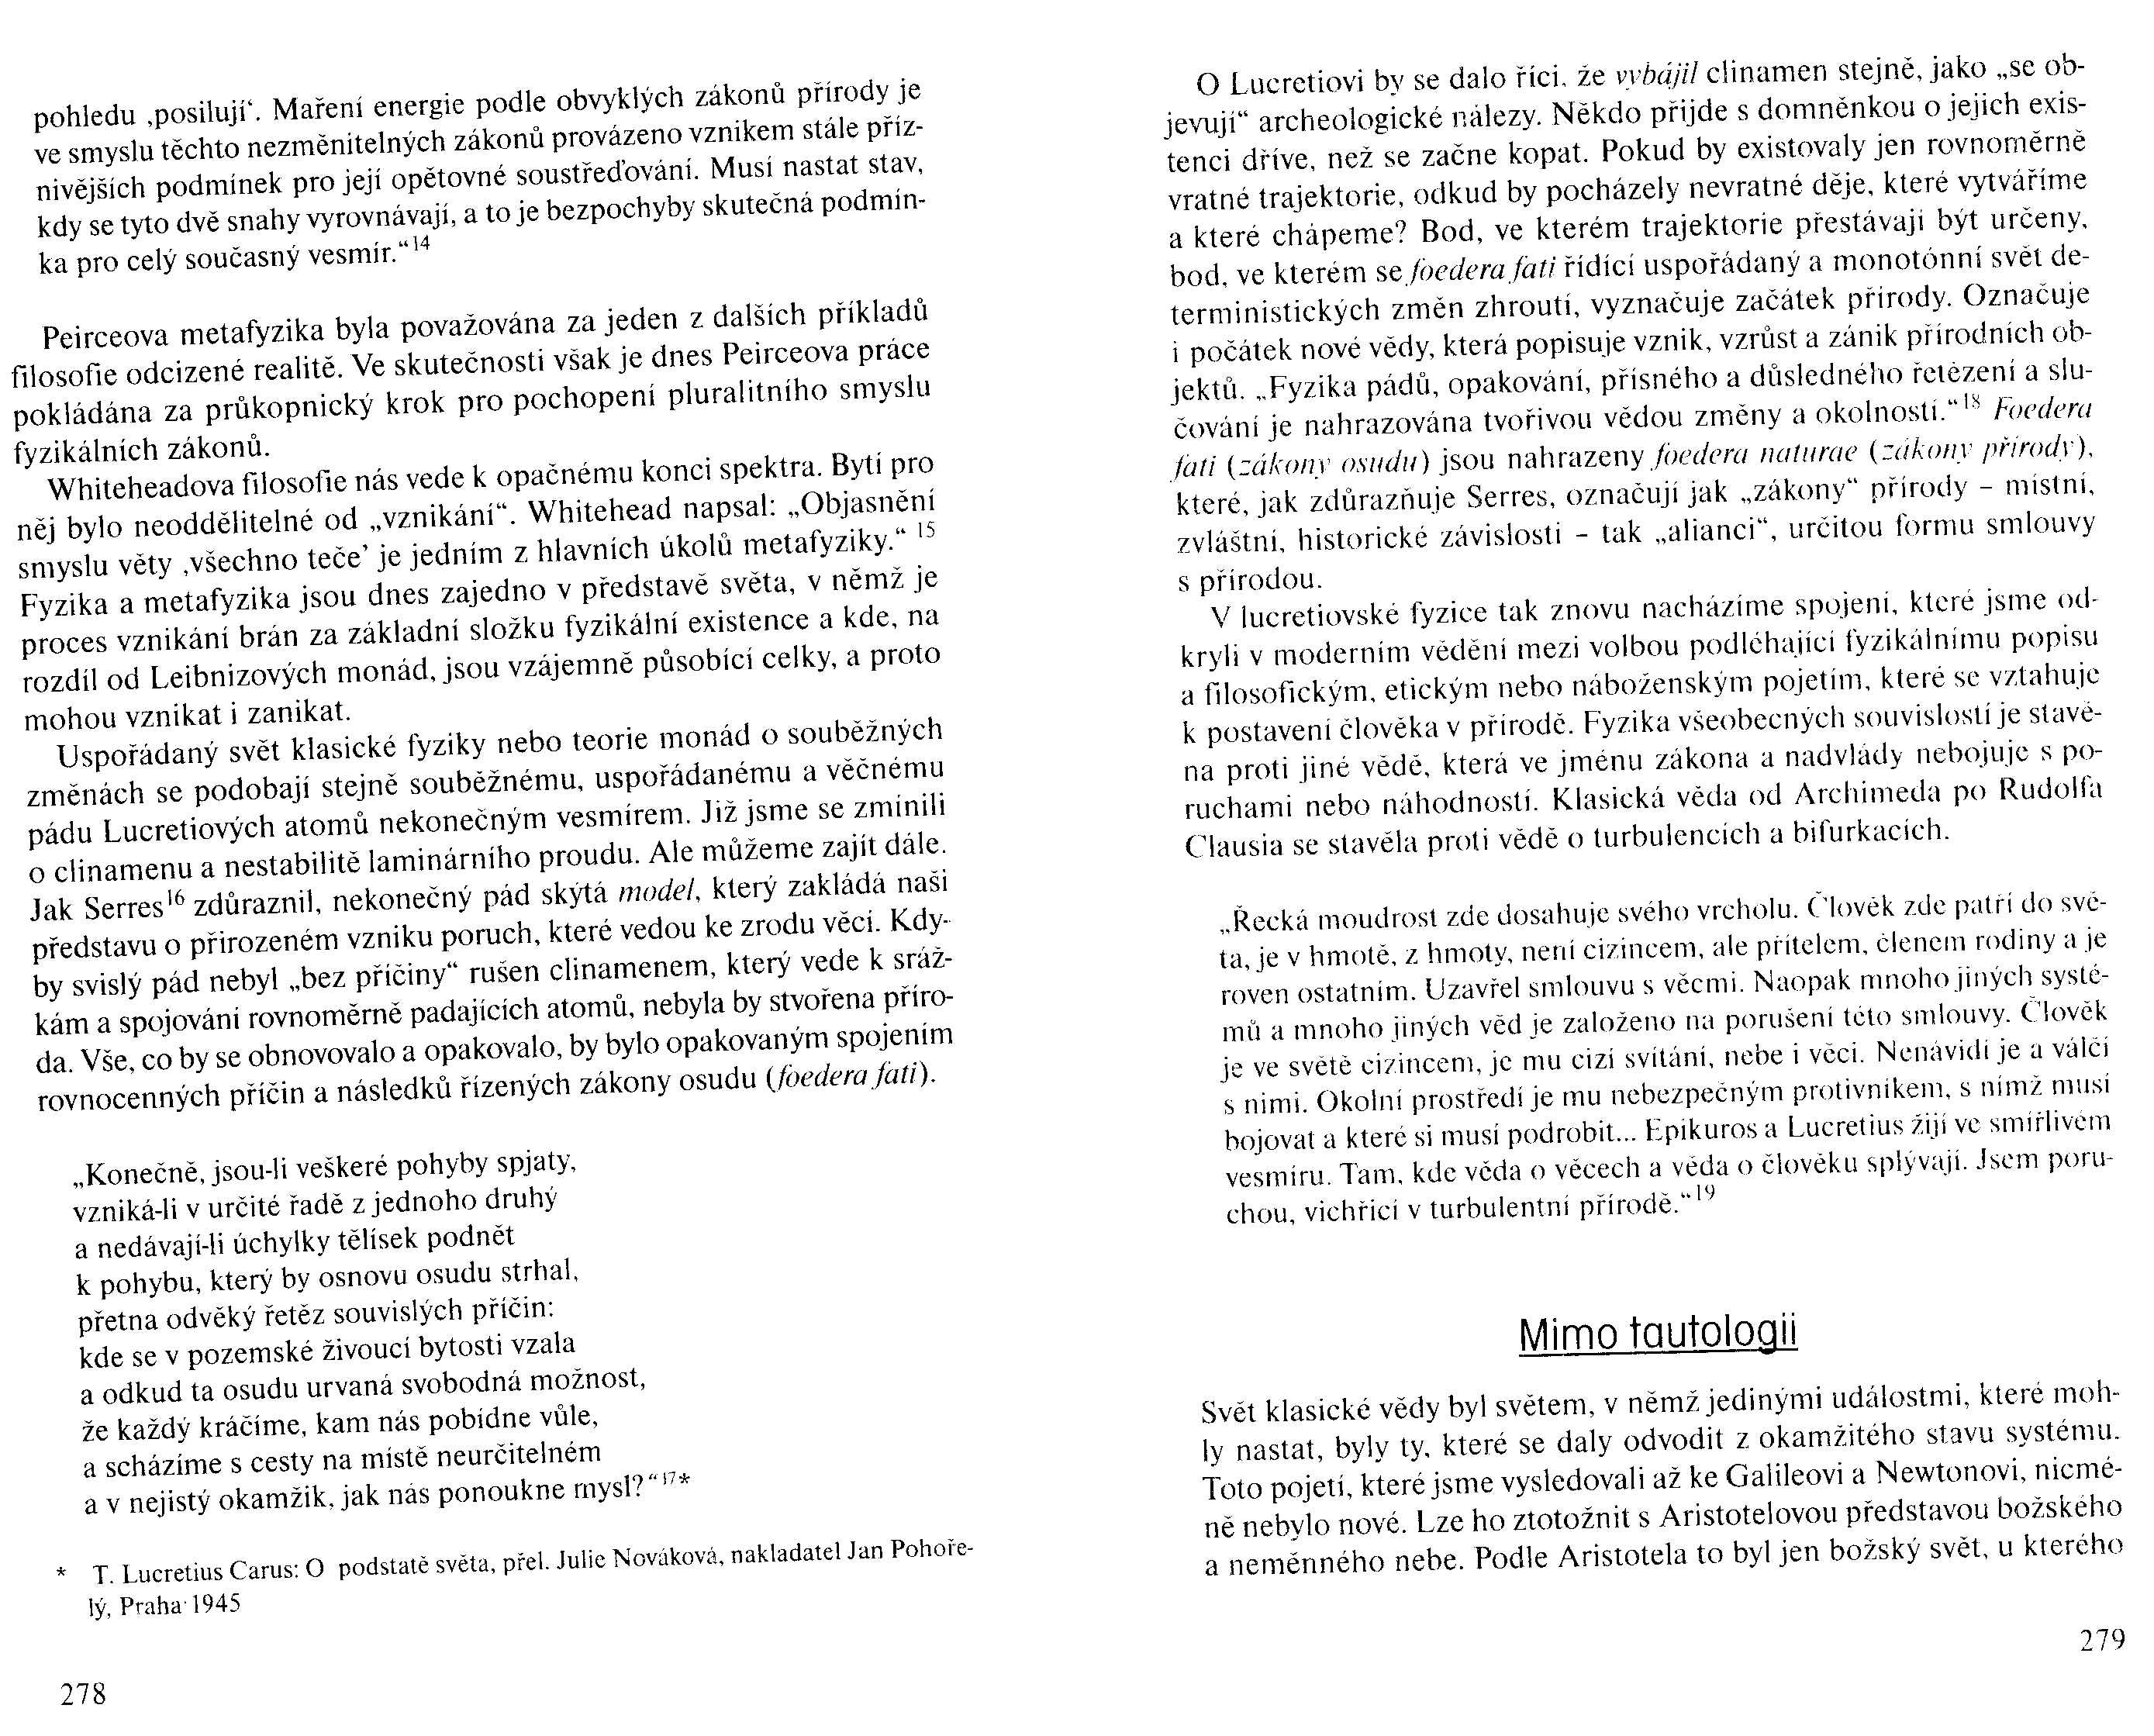 pohledu ‚posilují‘. Maření energie podle obvyklých zákonů přírody je
ve smyslu těchto nezměnitelných zákonů provázeno vznikem stále příz-
nivějších podmínek pro její opětovné soustřeďování. Musí nastat stav,
kdy se tyto dvě snahy vyrovnávají, a to je bezpochyby skutečná podmín-
ka pro celý současný vesmír.“14
Peirceova metafyzika byla považována za jeden z dalších příkladů
filosofie odcizené realitě. Ve skutečnosti však je dnes Peirceova práce
pokládána za průkopnický krok pro pochopení pluralitního smyslu
fyzikálních zákonů.
Whiteheadova filosofie nás vede k opačnému konci spektra. Bytí pro
něj bylo neoddělitelné od „vznikání“. Whitehead napsal: „Objasnění
smyslu věty ‚všechno teče’ je jedním z hlavních úkolů metafyziky.“ 15
Fyzika a metafyzika jsou dnes zajedno v představě světa, v němž je
proces vznikání brán za základní složku fyzikální existence a kde, na
rozdíl od Leibnizových monád, jsou vzájemně působící celky, a proto
mohou vznikat i zanikat.
Uspořádaný svět klasické fyziky nebo teorie monád o souběžných
změnách se podobají stejně souběžnému, uspořádanému a věčnému
pádu Lucretiových atomů nekonečným vesmírem. Již jsme se zmínili
o clinamenu a nestabilitě laminárního proudu. Ale můžeme zajít dále.
Jak Serres16 zdůraznil, nekonečný pád skýtá model, který zakládá naši
představu o přirozeném vzniku poruch, které vedou ke zrodu věcí. Kdy-
by svislý pád nebyl „bez příčiny“ rušen clinamenem, který vede k sráž-
kám a spojování rovnoměrně padajících atomů, nebyla by stvořena příro-
da. Vše, co by se obnovovalo a opakovalo, by bylo opakovaným spojením
rovnocenných příčin a následků řízených zákony osudu (foedera fati).
„Konečně, jsou-li veškeré pohyby spjaty,
vzniká-li v určité řadě z jednoho druhý
a nedávají-li úchylky tělísek podnět
k pohybu, který by osnovu osudu strhal,
přetna odvěký řetěz souvislých příčin:
kde se v pozemské živoucí bytosti vzala
a odkud ta osudu urvaná svobodná možnost,
že každý kráčíme, kam nás pobídne vůle,
a scházíme s cesty na místě neurčitelném
a v nejistý okamžik, jak nás ponoukne mysl?“17*
* T. Lucretius Carus: O podstatě světa, přel. Julie Nováková, nakladatel Jan Pohoře-
lý, Praha 1945
278
O Lucretiovi by se dalo říci, že vybájil clinamen stejně, jako „se ob-
jevují“ archeologické nálezy. Někdo přijde s domněnkou o jejich exis-
tenci dříve, než se začne kopat. Pokud by existovaly jen rovnoměrně
vratné trajektorie, odkud by pocházely nevratné děje, které vytváříme
a které chápeme? Bod, ve kterém trajektorie přestávají být určeny,
bod, ve kterém se foedera fati řídící uspořádaný a monotónní svět de-
terministických změn zhroutí, vyznačuje začátek přírody. Označuje
i počátek nové vědy, která popisuje vznik, vzrůst a zánik přírodních ob-
jektů. „Fyzika pádů, opakování, přísného a důsledného řetězení a slu-
čování je nahrazována tvořivou vědou změny a okolností.“18 Foedera
fati (zákony osudu) jsou nahrazeny foedera naturae (zákony přírody),
které, jak zdůrazňuje Serres, označují jak „zákony“ přírody – místní,
zvláštní, historické závislosti – tak „alianci“, určitou formu smlouvy
s přírodou.
V lucretiovské fyzice tak znovu nacházíme spojení, které jsme od-
kryli v moderním vědění mezi volbou podléhající fyzikálnímu popisu
a filosofickým, etickým nebo náboženským pojetím, které se vztahuje
k postavení člověka v přírodě. Fyzika všeobecných souvislostí je stavě-
na proti jiné vědě, která ve jménu zákona a nadvlády nebojuje s po-
ruchami nebo náhodností. Klasická věda od Archimeda po Rudolfa
Clausia se stavěla proti vědě o turbulencích a bifurkacích.
„Řecká moudrost zde dosahuje svého vrcholu. Člověk zde patří do svě-
ta, je v hmotě, z hmoty, není cizincem, ale přítelem, členem rodiny a je
roven ostatním. Uzavřel smlouvu s věcmi. Naopak mnoho jiných systé-
mů a mnoho jiných věd je založeno na porušení této smlouvy. Člověk
je ve světě cizincem, je mu cizí svítání, nebe i věci. Nenávidí je a válčí
s nimi. Okolní prostředí je mu nebezpečným protivníkem, s nímž musí
bojovat a které si musí podrobit... Epikuros a Lucretius žijí ve smířlivém
vesmíru. Tam, kde věda o věcech a věda o člověku splývají. Jsem poru-
chou, vichřicí v turbulentní přírodě.“19
Mimo tautologii
Svět klasické vědy byl světem, v němž jedinými událostmi, které moh-
ly nastat, byly ty, které se daly odvodit z okamžitého stavu systému.
Toto pojetí, které jsme vysledovali až ke Galileovi a Newtonovi, nicmé-
ně nebylo nové. Lze ho ztotožnit s Aristotelovou představou božského
a neměnného nebe. Podle Aristotela to byl jen božský svět, u kterého
279